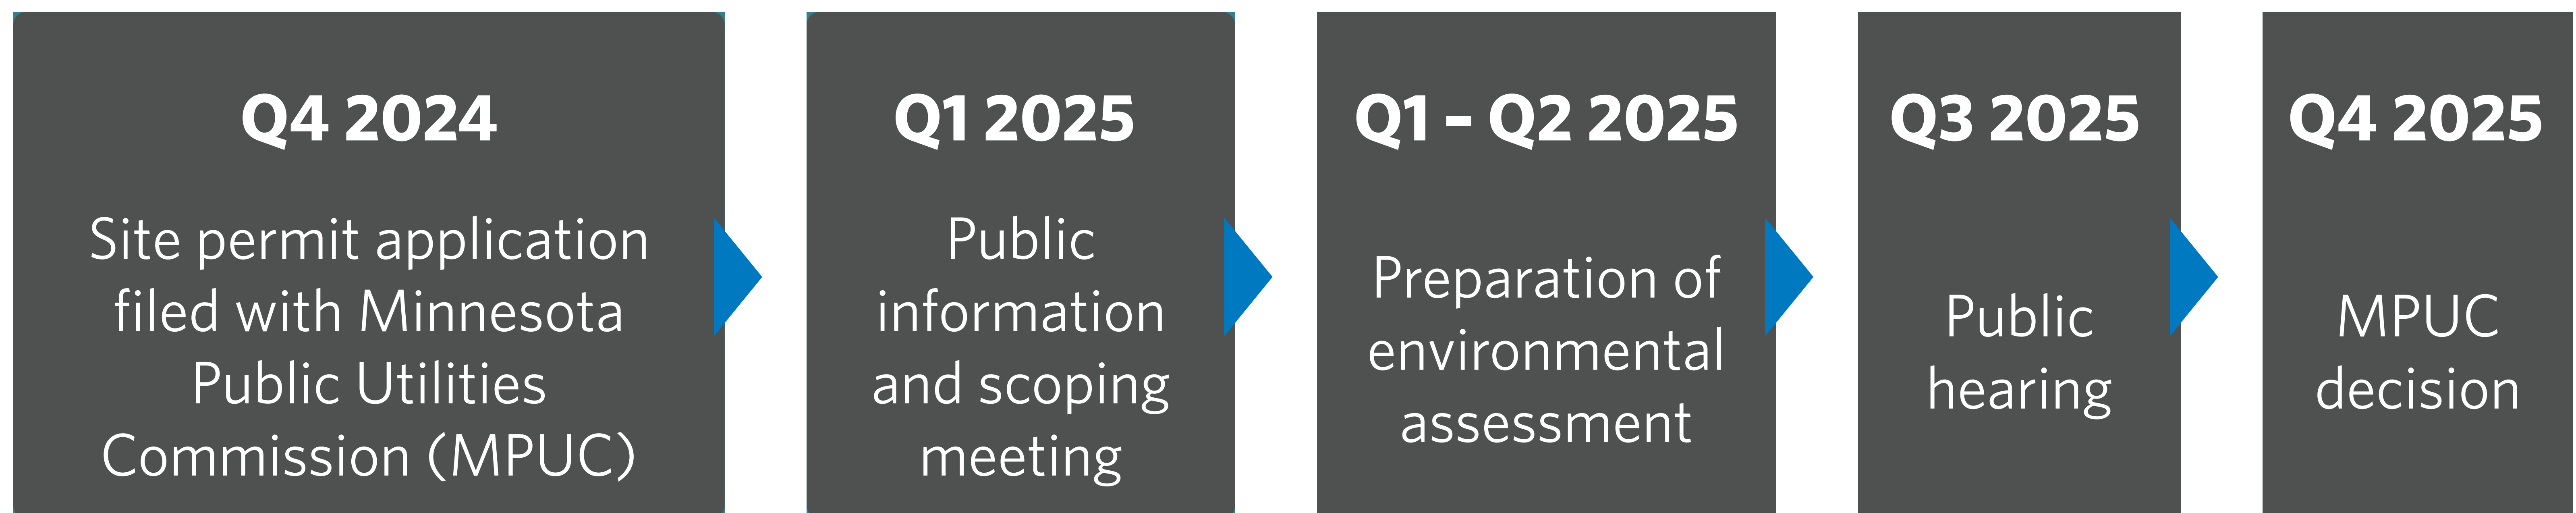 Q4 2024
Site permit application
filed with Minnesota
Public Utilities
Commission (MPUC)
Q1 2025
Public
information
and scoping
meeting
Q1 – Q2 2025
Preparation of
environmental
assessment
Q3 2025
Public
hearing
Q4 2025
MPUC
decision